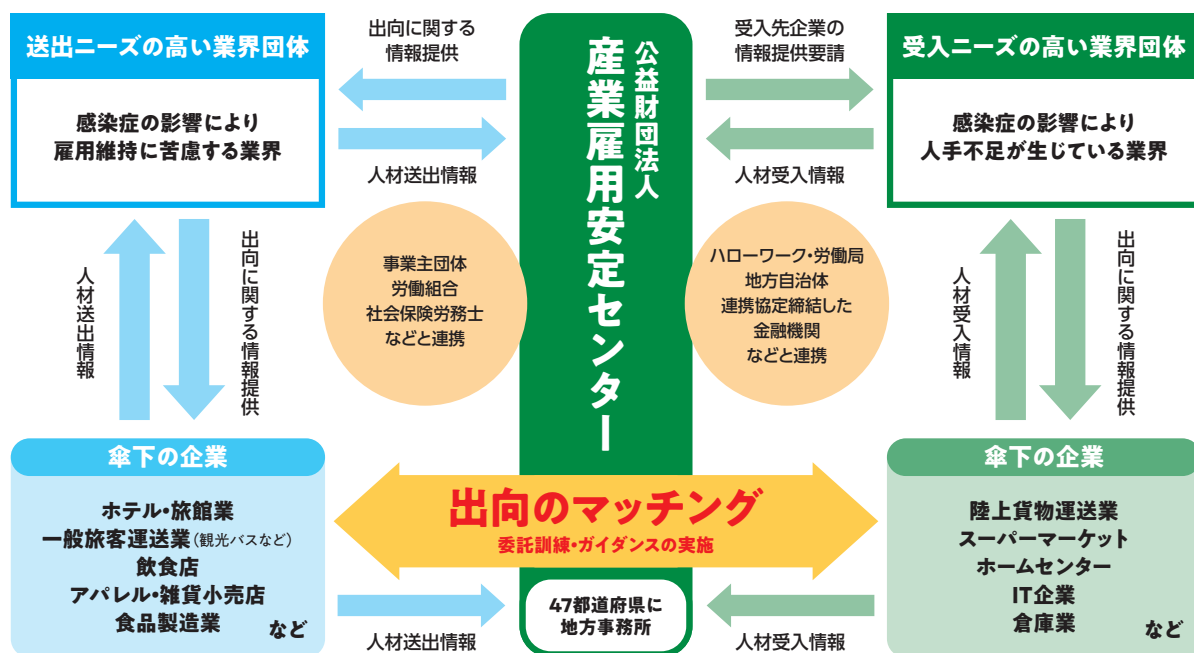 送出ニーズの高い業界団体
感染症の影響により
雇用維持に苦慮する業界
出向に関する
情報提供
人材送出情報
公益財団法人
産業雇用安定センター
受入先企業の
情報提供要請
人材受入情報
受入ニーズの高い業界団体
感染症の影響により
人手不足が生じている業界
人材送出情報
出向に関する情報提供
事業主団体
労働組合
社会保険労務士
などと連携
ハローワーク・労働局
地方自治体
連携協定締結した
金融機関
などと連携
人材受入情報
出向に関する情報提供
傘下の企業
ホテル・旅館業
一般旅客運送業(観光バスなど)
飲食店
アパレル・雑貨小売店
食品製造業 など
出向のマッチング
委託訓練・ガイダンスの実施
人材送出情報
47都道府県に
地方事務所
人材受入情報
傘下の企業
陸上貨物運送業
スーパーマーケット
ホームセンター
IT企業
倉庫業 など